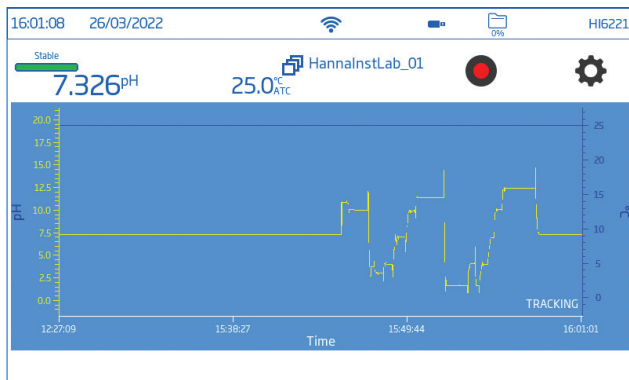 16:01:08 26/03/2022 0% HI6221
Stable
7.326pH 25.0°C ATC HannaInstLab_01
20.0
17.5
15.0
12.5
10.0
7.5
5.0
2.5
0.0
pH
25
20
15
10
5
0
°C
TRACKING
12:27:09 15:38:27 15:49:44 16:01:01
Time